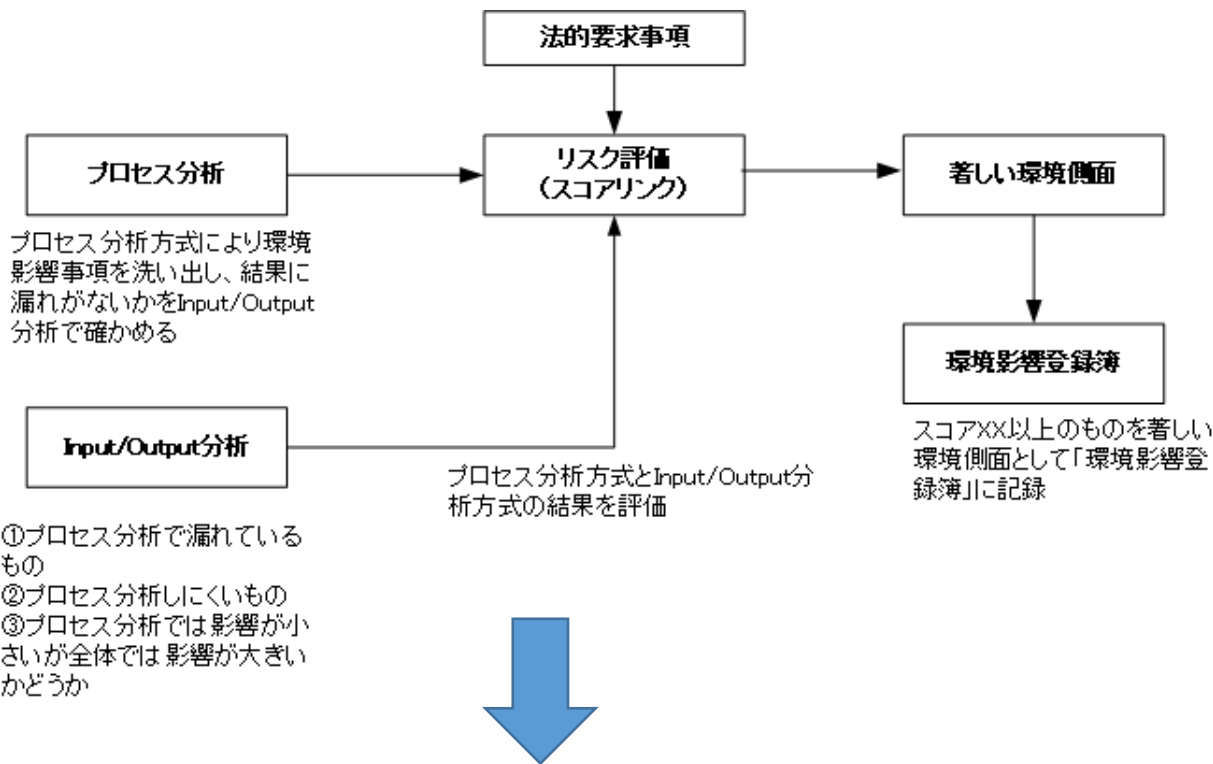 法的要求事項
プロセス分析
リスク評価
(スコアリンク)
著しい環境側面
プロセス分析方式により環境
影響事項を洗い出し、結果に
漏れがないかをInput/Output
分析で確かめる
環境影響登録簿
Input/Output分析
プロセス分析方式とInput/Output分
析方式の結果を評価
スコアXX以上のものを著しい
環境側面として「環境影響登
録簿」に記録
①プロセス分析で漏れている
もの
②プロセス分析しにくいもの
③プロセス分析では影響が小
さいが全体では影響が大きい
かどうか